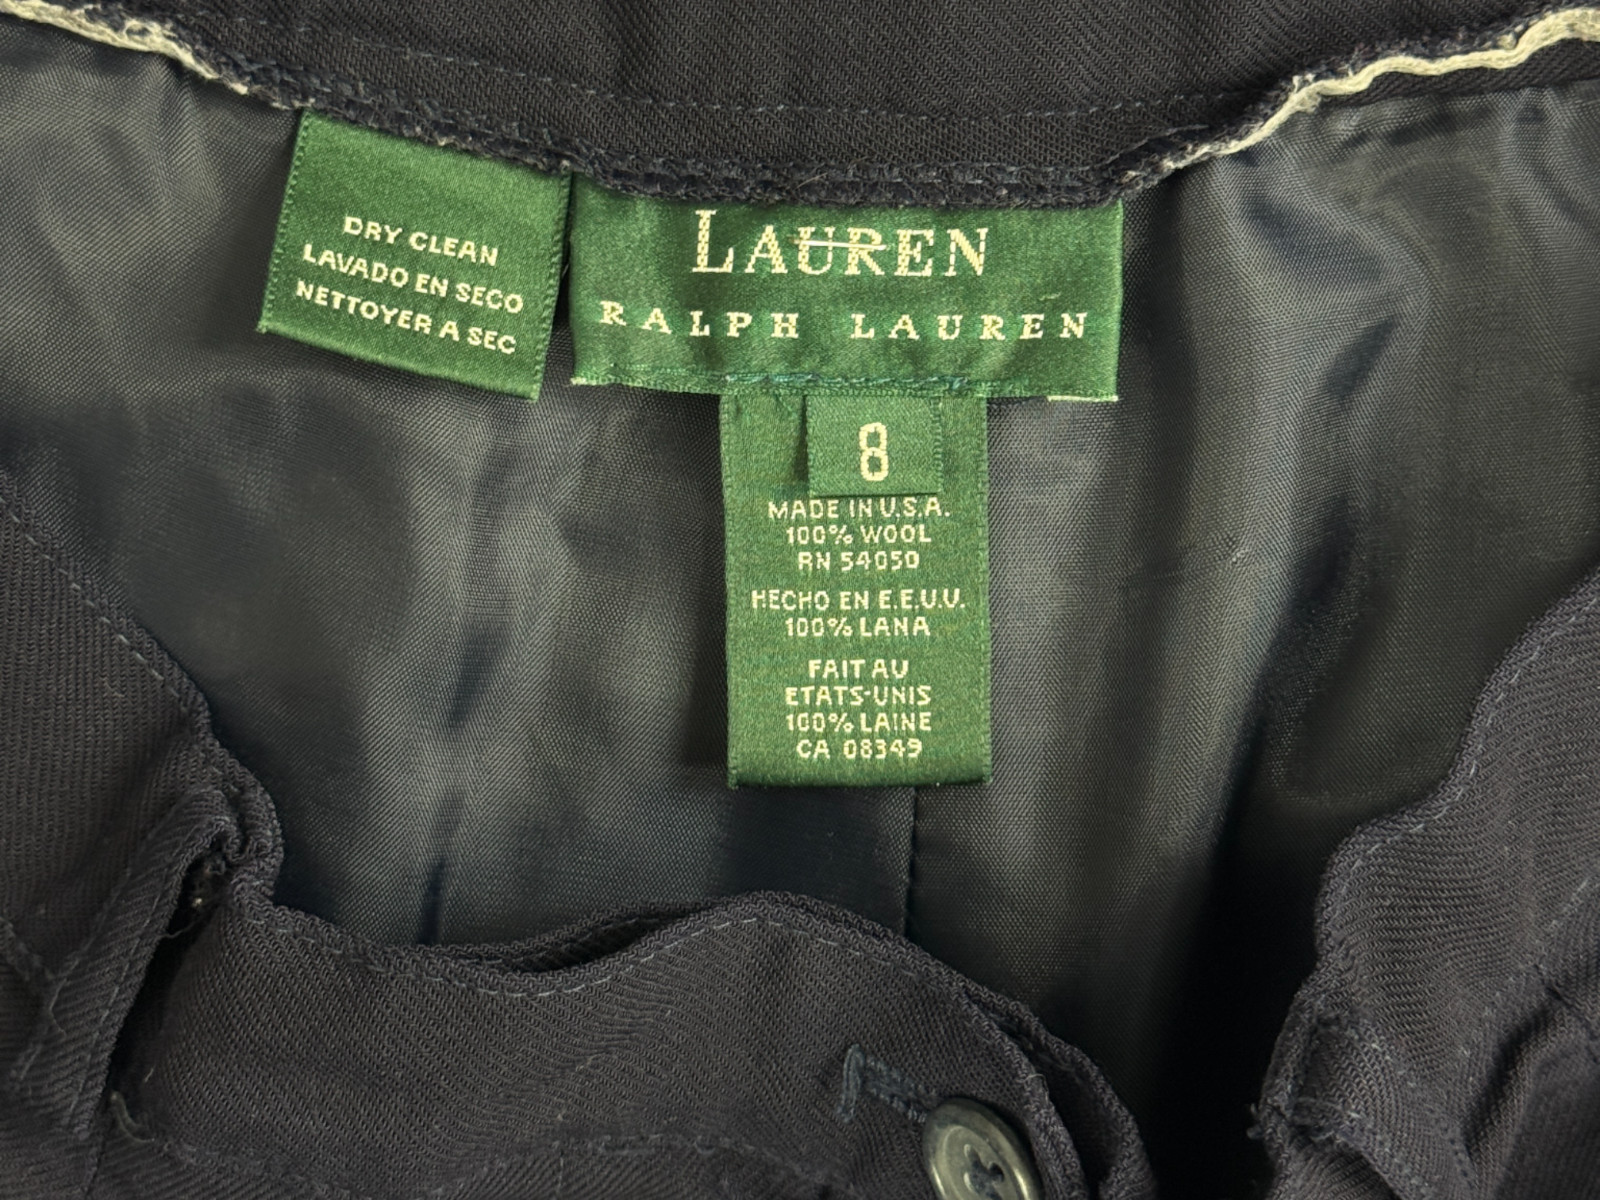 DRY CLEAN
LAVADO EN SECO
NETTOYER A SEC
LAUREN
RALPH LAUREN
8
MADE IN U.S.A.
100% WOOL
RN 54050
HECHO EN E.E.U.U.
100% LANA
FAIT AU
ETATS-UNIS
100% LAINE
CA 08349